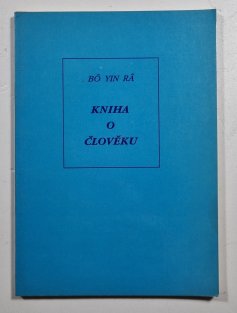 BÔ YIN RÂ
KNIHA
O
ČLOVĚKU